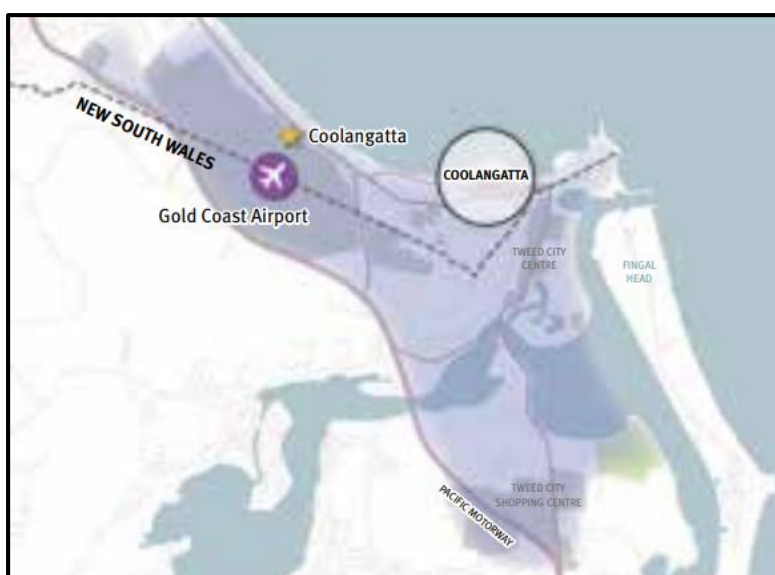 NEW SOUTH WALES
Coolangatta
COOLANGATTA
Gold Coast Airport
TWEED CITY
CENTRE
FINGAL
HEAD
TWEED CITY
SHOPPING CENTRE
PACIFIC MOTORWAY